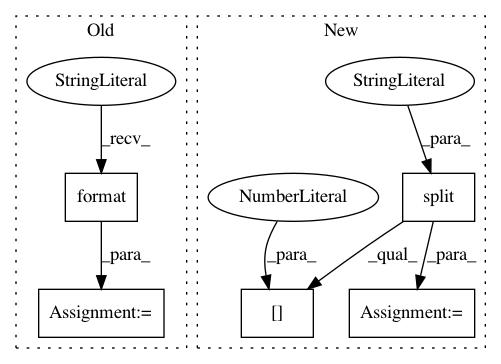 Old
New
StringLiteral
StringLiteral
_recv_
_para_
format
NumberLiteral
split
_para_
_para_
_qual_
_para_
Assignment:=
[]
Assignment:=